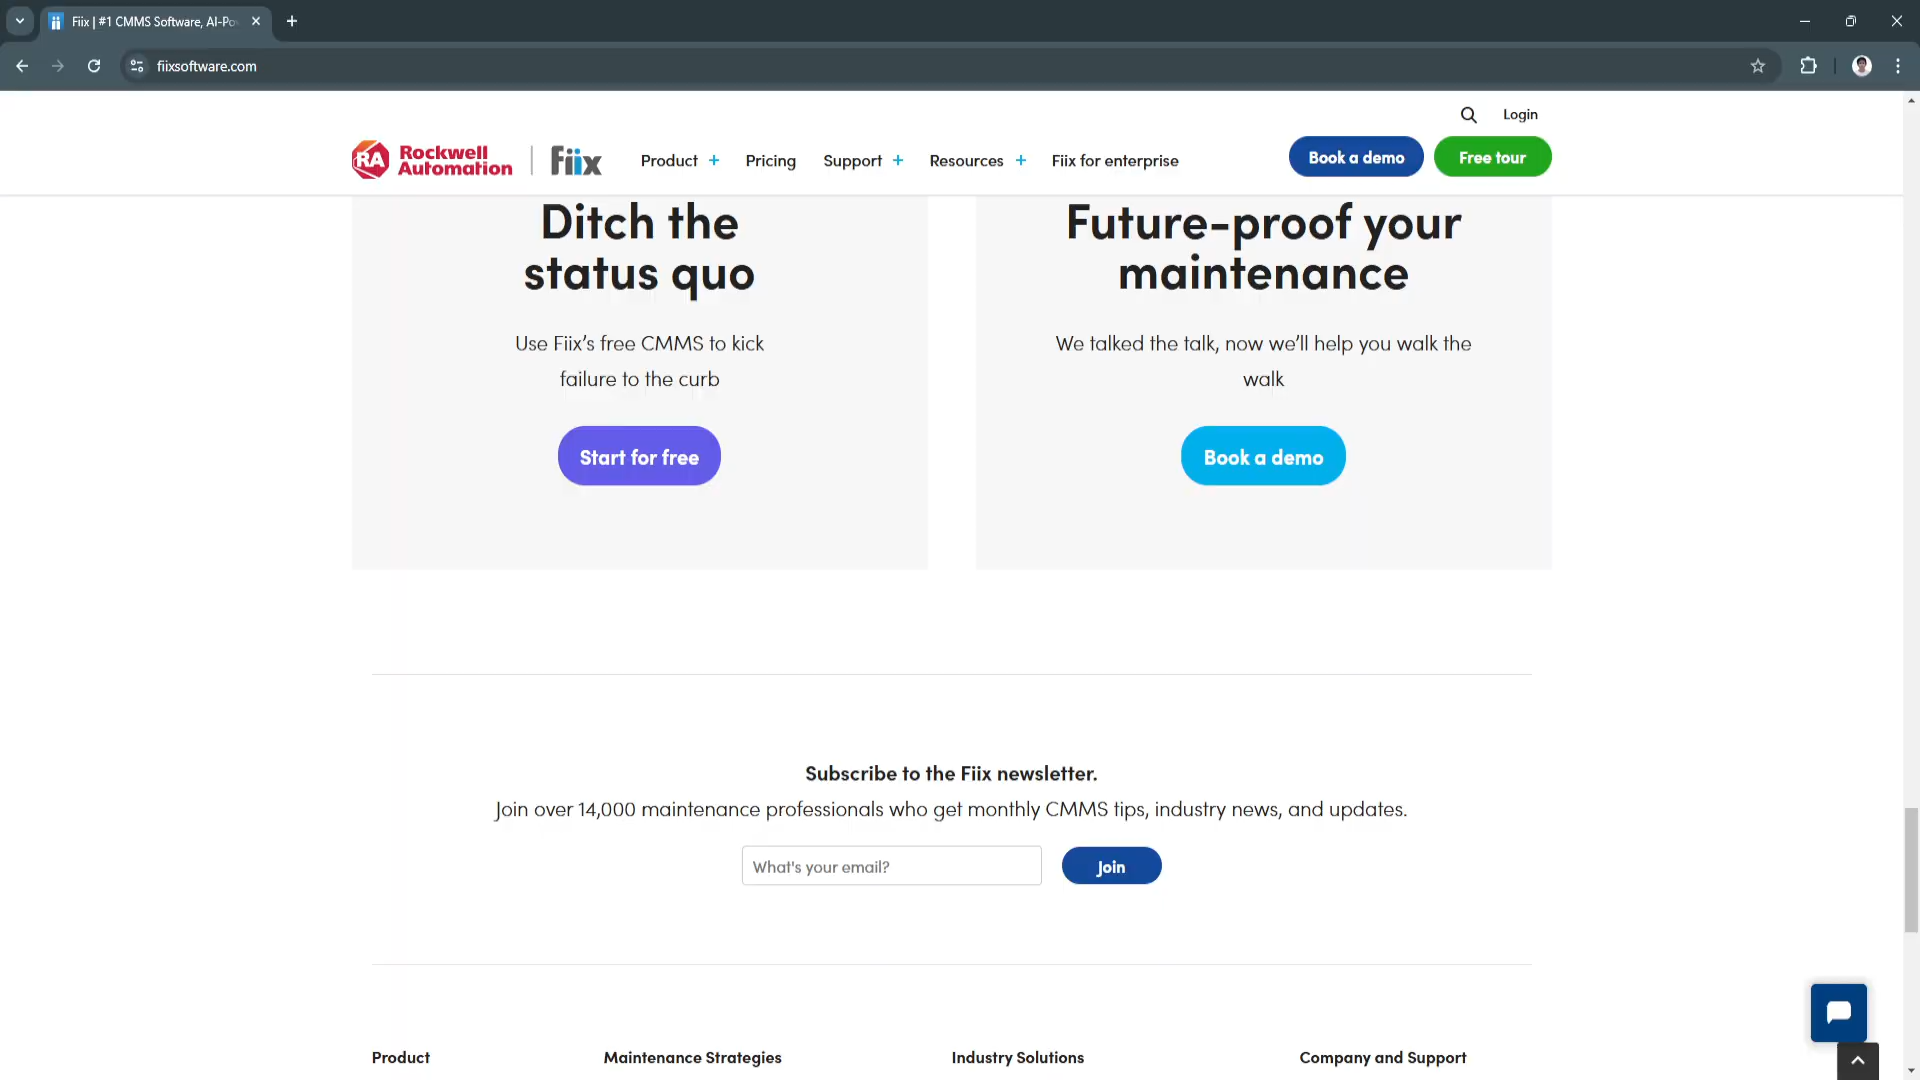 Fiix | #1 CMMS Software, AI-Po
fiixsoftware.com
Login
RA Rockwell Automation
Fiix
Product +
Pricing
Support +
Resources +
Fiix for enterprise
Book a demo
Free tour
Ditch the
status quo
Use Fiix's free CMMS to kick
failure to the curb
Start for free
Future-proof your
maintenance
We talked the talk, now we'll help you walk the
walk
Book a demo
Subscribe to the Fiix newsletter.
Join over 14,000 maintenance professionals who get monthly CMMS tips, industry news, and updates.
What's your email?
Join
Product
Maintenance Strategies
Industry Solutions
Company and Support